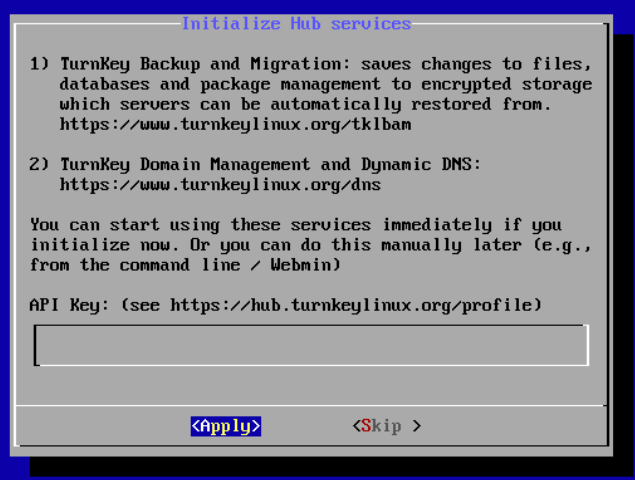 Initialize Hub services
1) TurnKey Backup and Migration: saves changes to files,
databases and package management to encrypted storage
which servers can be automatically restored from.
https://www.turnkeylinux.org/tklbam
2) TurnKey Domain Management and Dynamic DNS:
https://www.turnkeylinux.org/dns
You can start using these services immediately if you
initialize now. Or you can do this manually later (e.g.,
from the command line / Webmin)
API Key: (see https://hub.turnkeylinux.org/profile)
<Apply> <Skip >